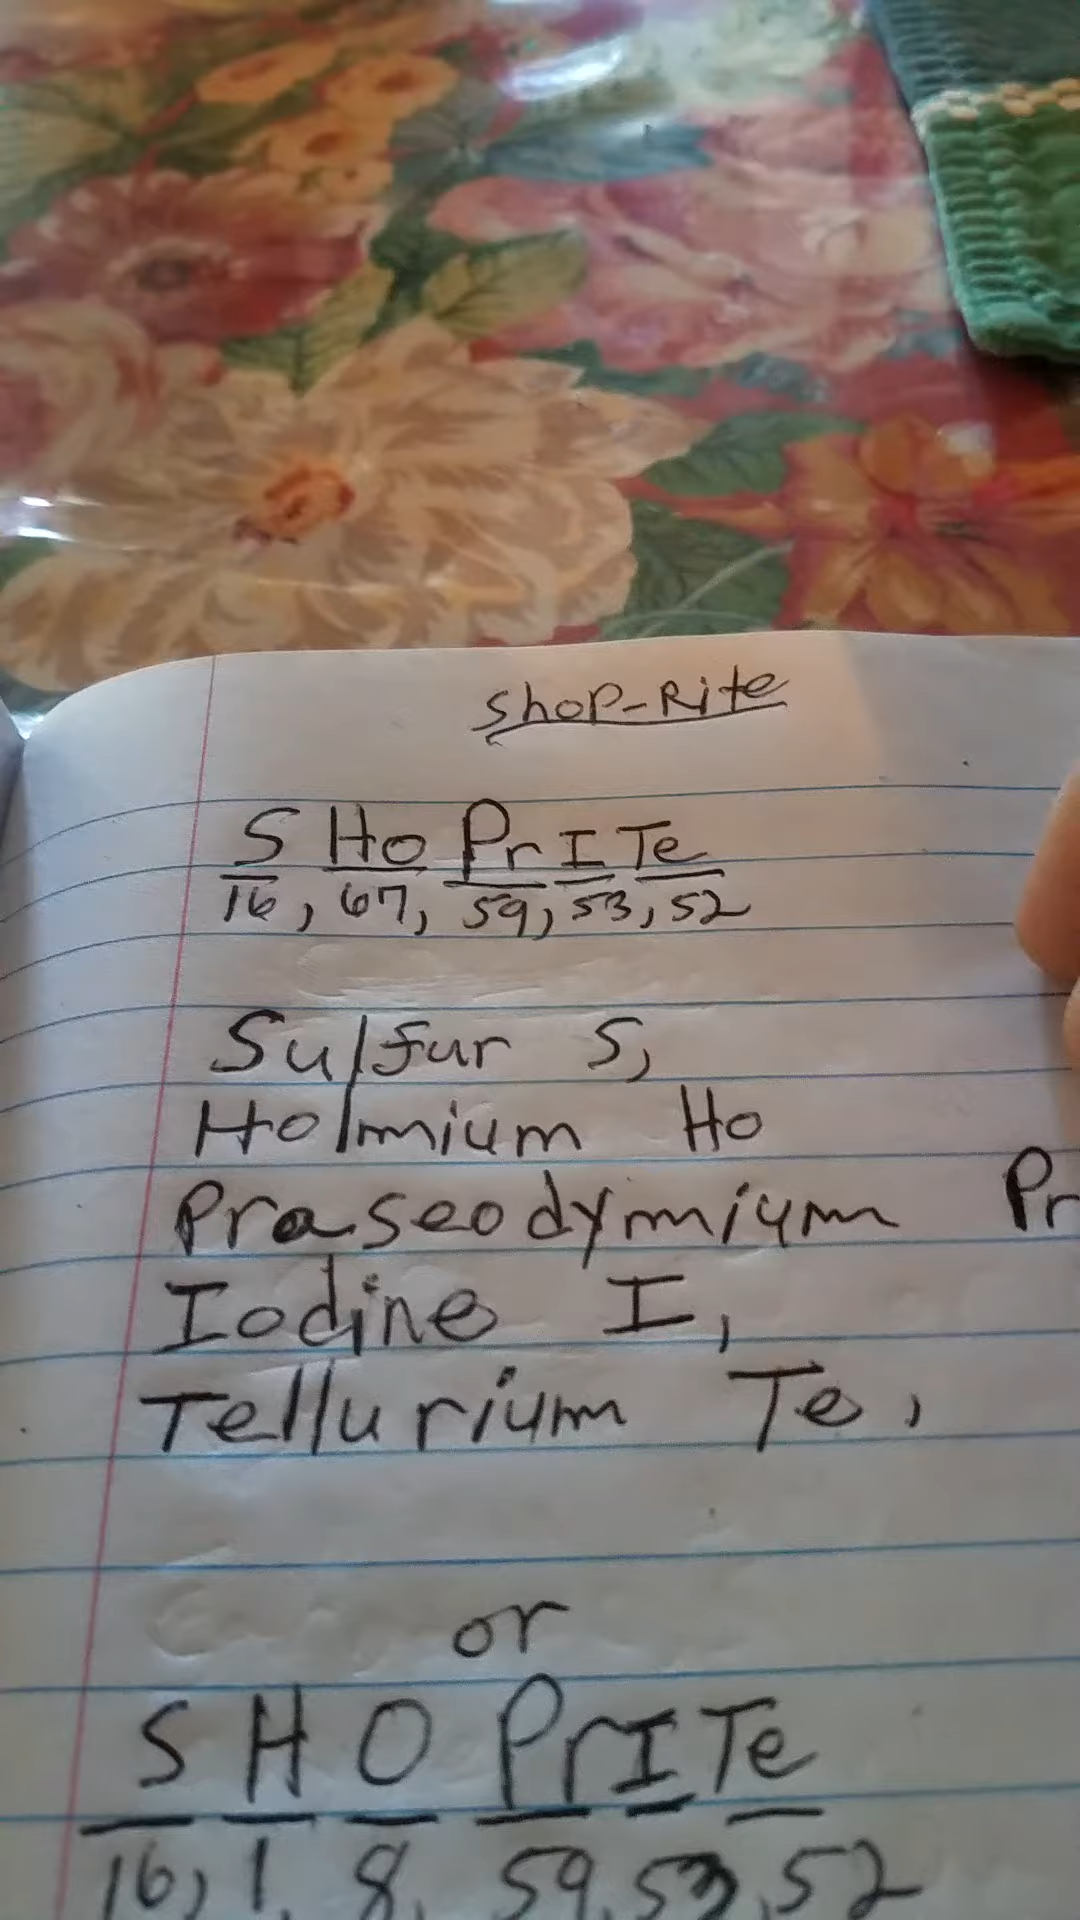 Shop-Rite
S Ho Pr I Te
16, 67, 59, 53, 52
Sulfur S,
Holmium Ho
Praseodymium Pr
Iodine I,
Tellurium Te,
or
S H O Pr I Te
16, 1, 8, 59, 53, 52